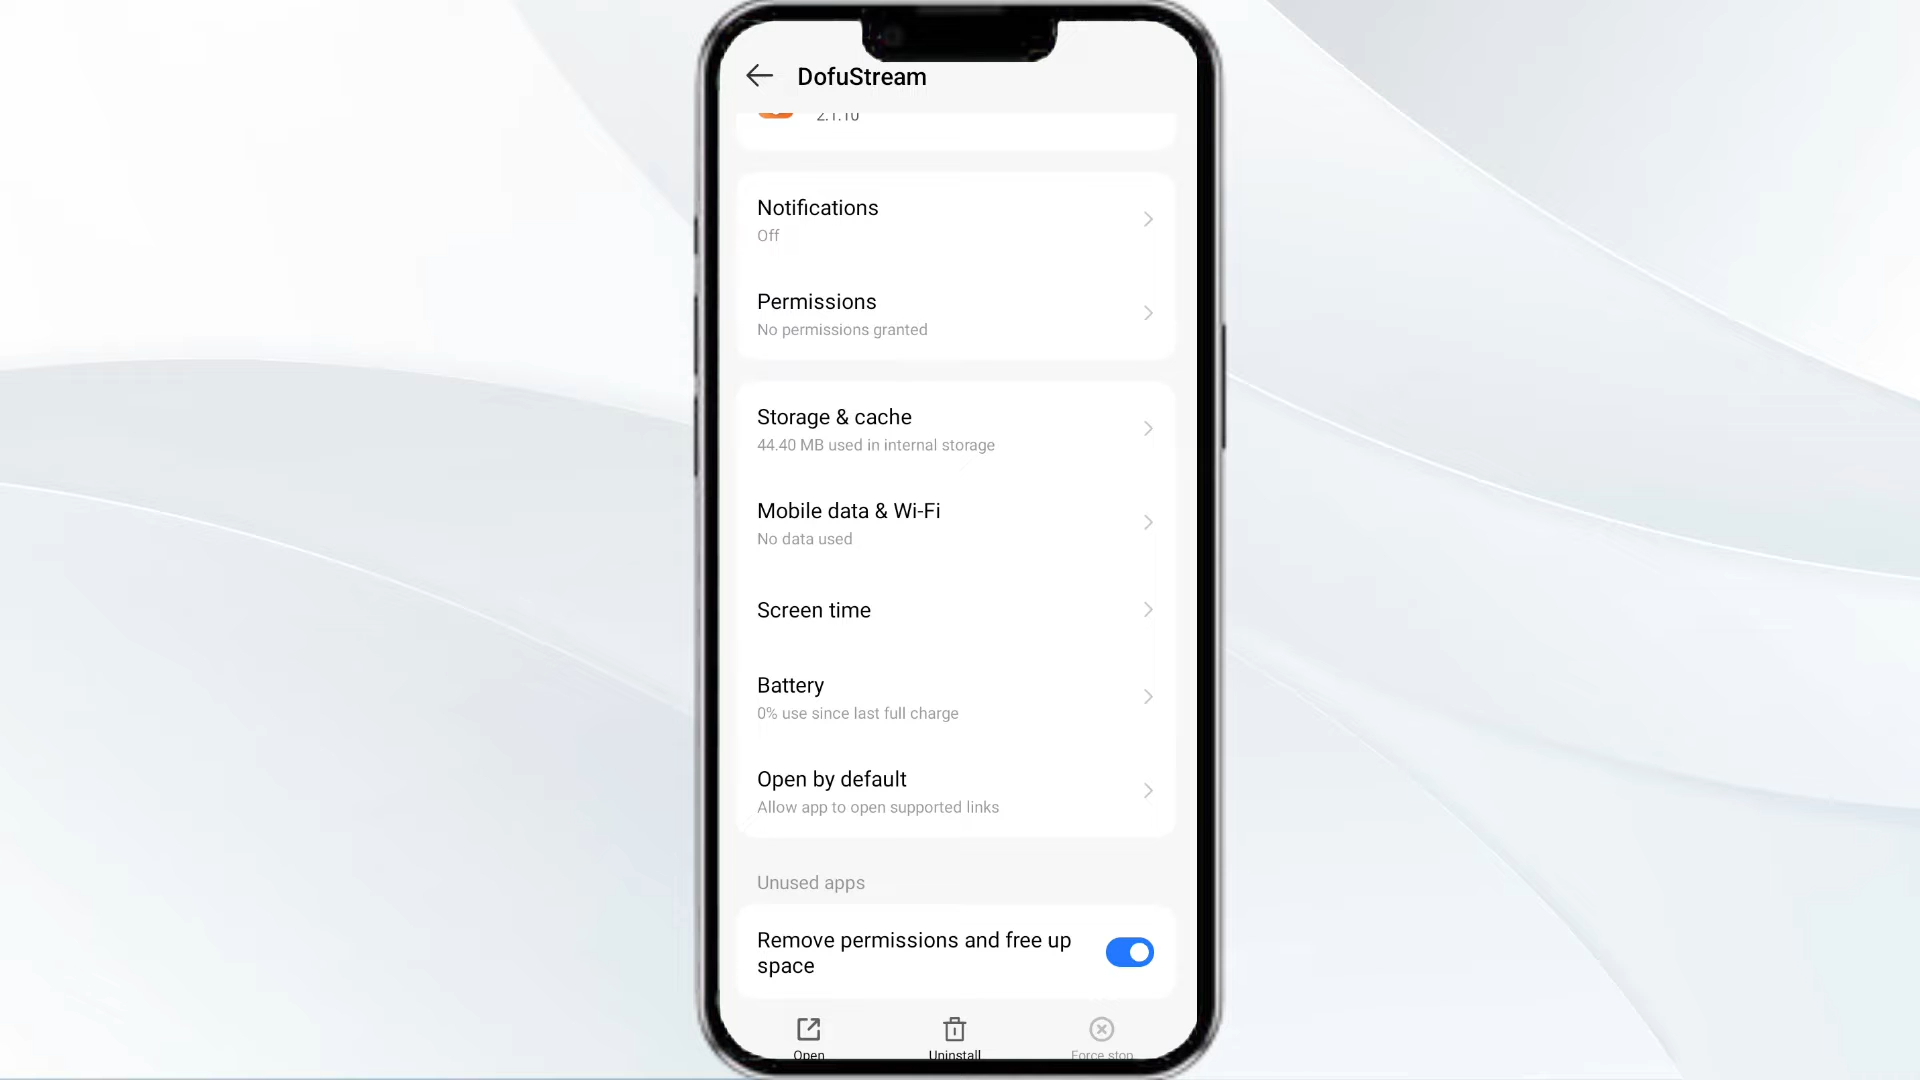 DofuStream
2.1.10
Notifications
Off
Permissions
No permissions granted
Storage & cache
44.40 MB used in internal storage
Mobile data & Wi-Fi
No data used
Screen time
Battery
0% use since last full charge
Open by default
Allow app to open supported links
Unused apps
Remove permissions and free up
space
Open
Uninstall
Force stop